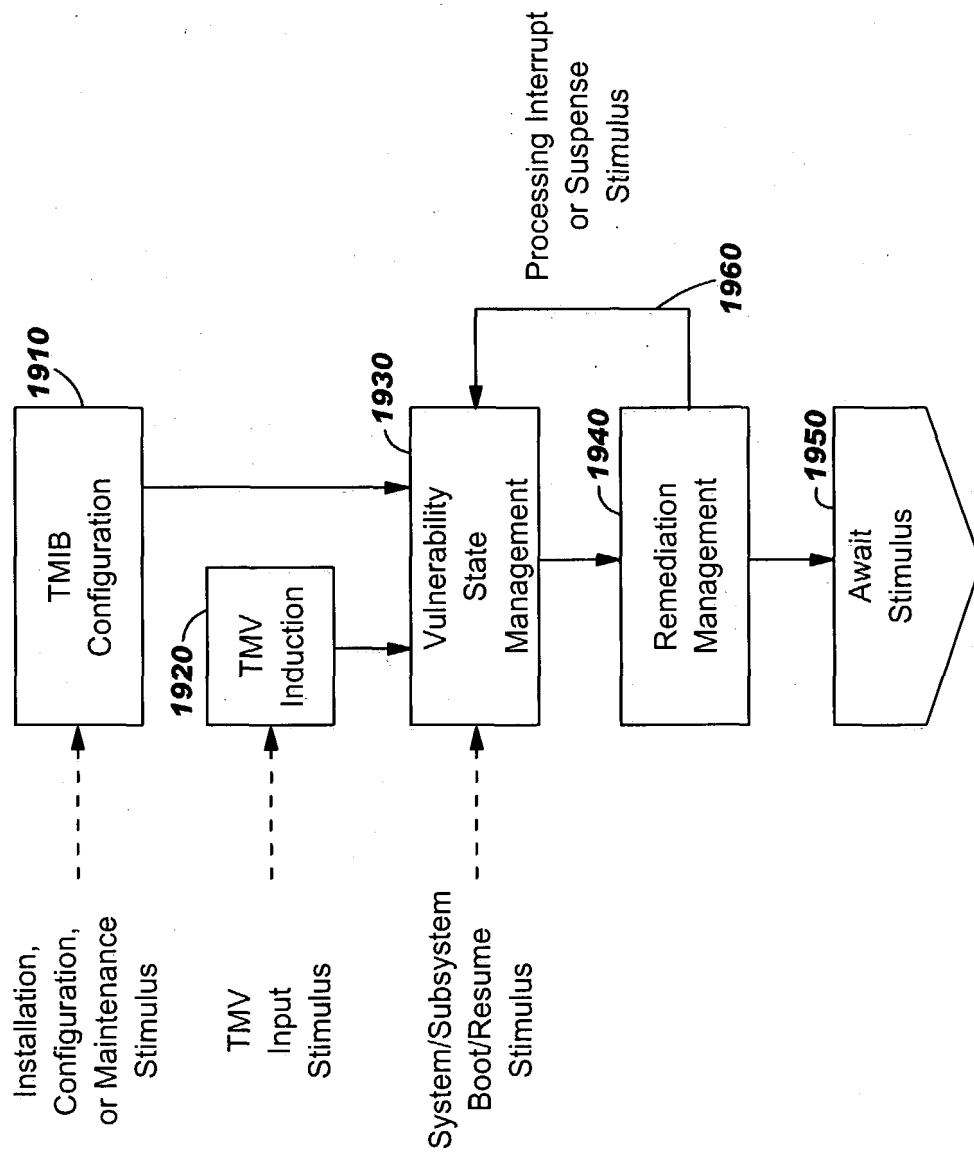 Installation,
Configuration,
or Maintenance
Stimulus
TMIB
Configuration
1910
TMV
Input
Stimulus
1920
TMV
Induction
System/Subsystem
Boot/Resume
Stimulus
1930
Vulnerability
State
Management
Processing Interrupt
or Suspense
Stimulus
1960
1940
Remediation
Management
1950
Await
Stimulus